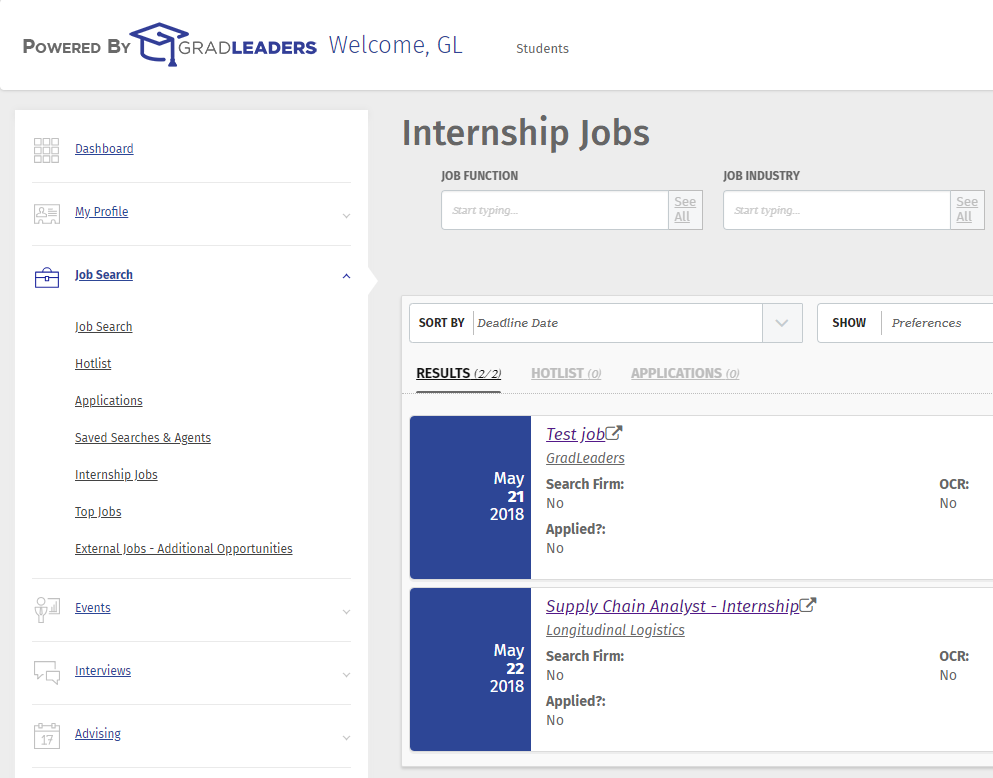 POWERED BY GRADLEADERS Welcome, GL Students
Dashboard
My Profile
Job Search
Job Search
Hotlist
Applications
Saved Searches & Agents
Internship Jobs
Top Jobs
External Jobs - Additional Opportunities
Events
Interviews
17
Advising
Internship Jobs
JOB FUNCTION
Start typing...
See
All
JOB INDUSTRY
Start typing...
See
All
SORT BY Deadline Date
SHOW Preferences
RESULTS (2/2) HOTLIST (0) APPLICATIONS (0)
May
21
2018
Test job
GradLeaders
Search Firm:
No
OCR:
No
Applied?:
No
May
22
2018
Supply Chain Analyst - Internship
Longitudinal Logistics
Search Firm:
No
OCR:
No
Applied?:
No